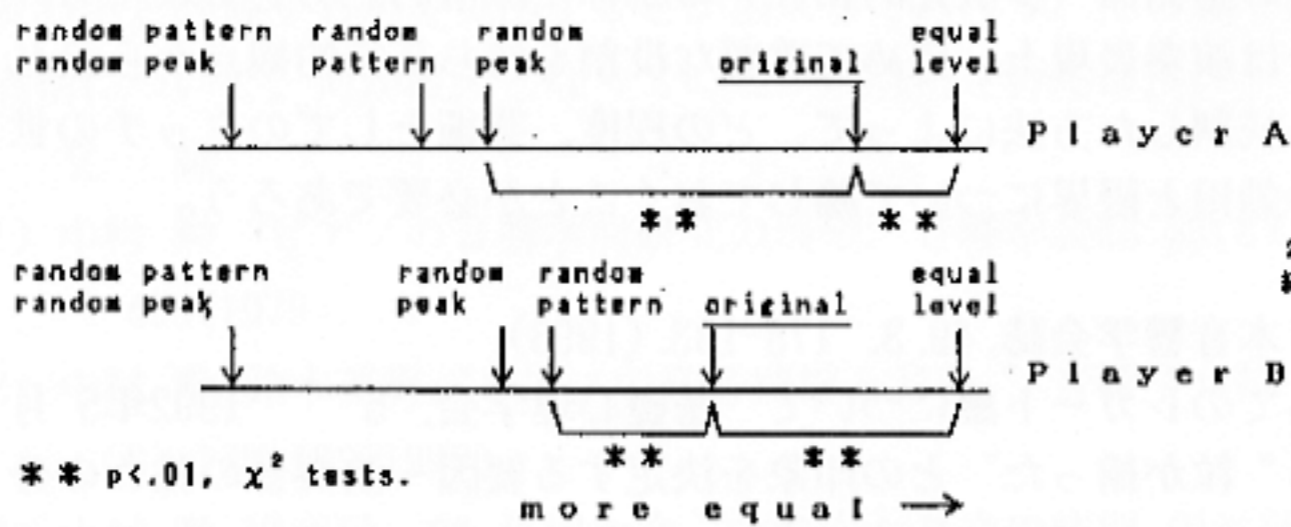 random pattern random random equal
random peak pattern peak original level
Player A
** **
random pattern random random equal
random peak peak pattern original level
Player B
** **
** p<.01, χ² tests.
more equal →